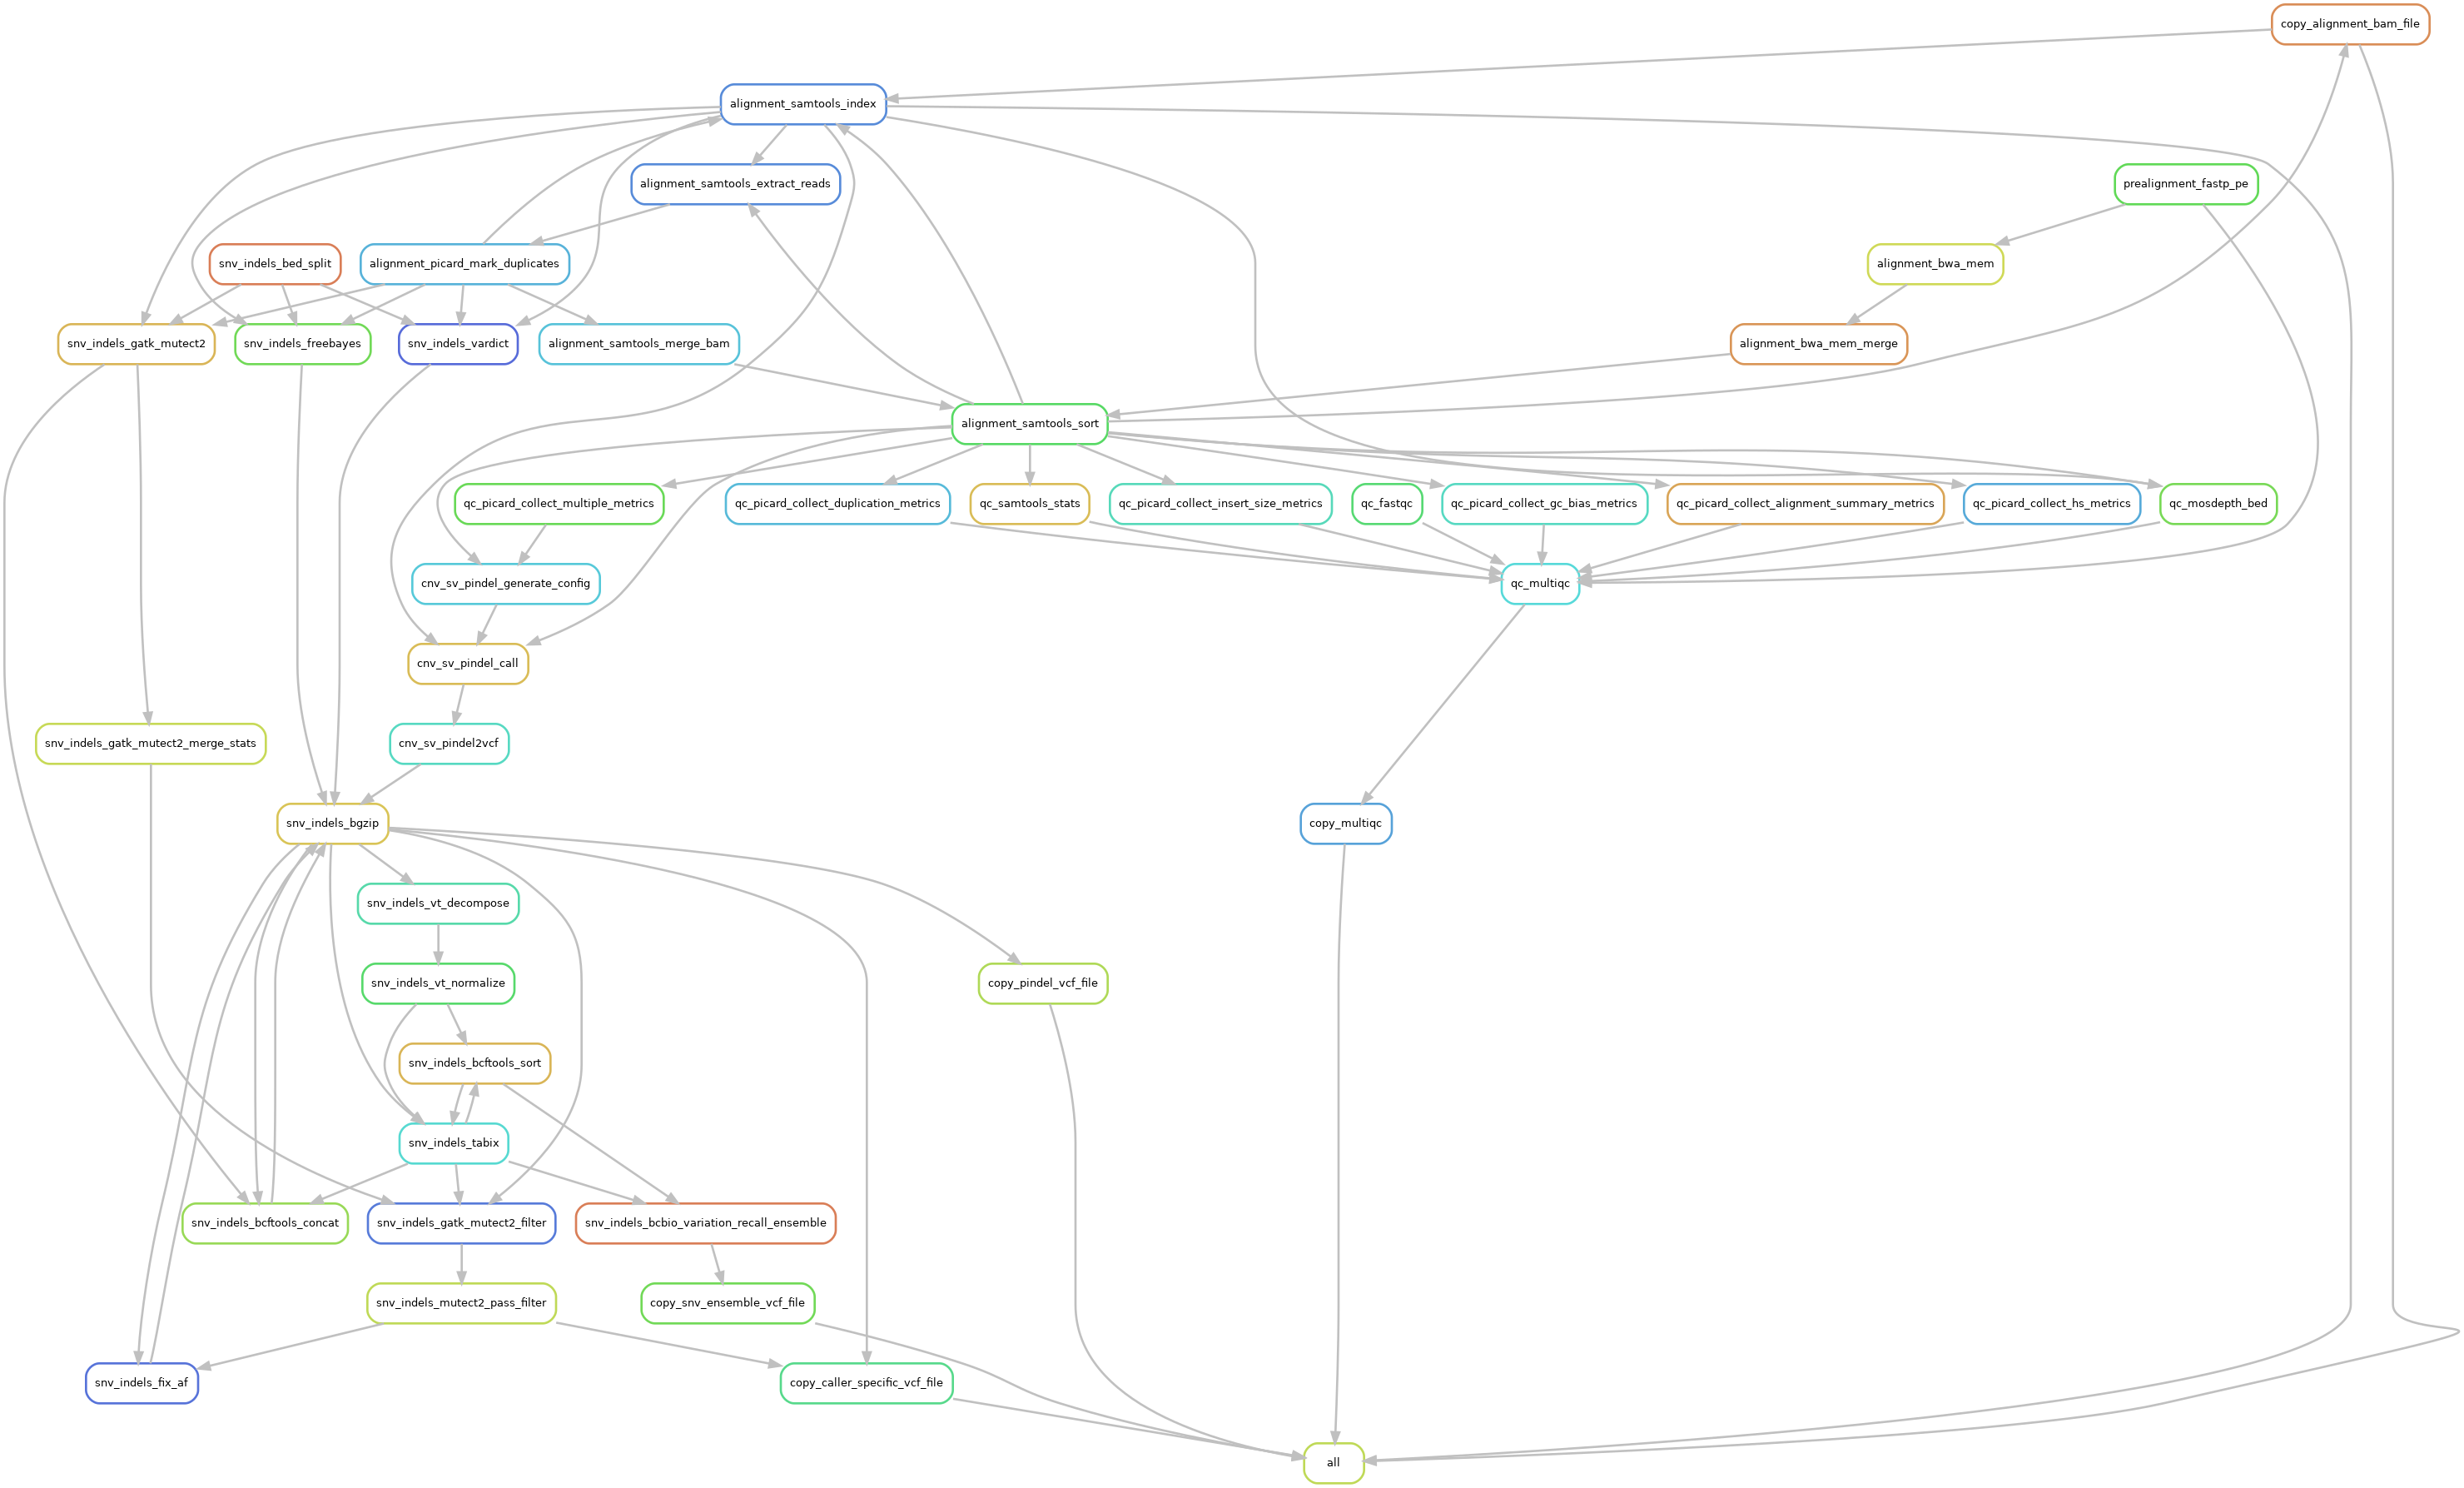 copy_alignment_bam_file
alignment_samtools_index
alignment_samtools_extract_reads
prealignment_fastp_pe
snv_indels_bed_split
alignment_picard_mark_duplicates
alignment_bwa_mem
snv_indels_gatk_mutect2
snv_indels_freebayes
snv_indels_vardict
alignment_samtools_merge_bam
alignment_bwa_mem_merge
alignment_samtools_sort
qc_picard_collect_multiple_metrics
qc_picard_collect_duplication_metrics
qc_samtools_stats
qc_picard_collect_insert_size_metrics
qc_fastqc
qc_picard_collect_gc_bias_metrics
qc_picard_collect_alignment_summary_metrics
qc_picard_collect_hs_metrics
qc_mosdepth_bed
cnv_sv_pindel_generate_config
qc_multiqc
cnv_sv_pindel_call
snv_indels_gatk_mutect2_merge_stats
cnv_sv_pindel2vcf
snv_indels_bgzip
copy_multiqc
snv_indels_vt_decompose
snv_indels_vt_normalize
copy_pindel_vcf_file
snv_indels_bcftools_sort
snv_indels_tabix
snv_indels_bcftools_concat
snv_indels_gatk_mutect2_filter
snv_indels_bcbio_variation_recall_ensemble
snv_indels_mutect2_pass_filter
copy_snv_ensemble_vcf_file
snv_indels_fix_af
copy_caller_specific_vcf_file
all